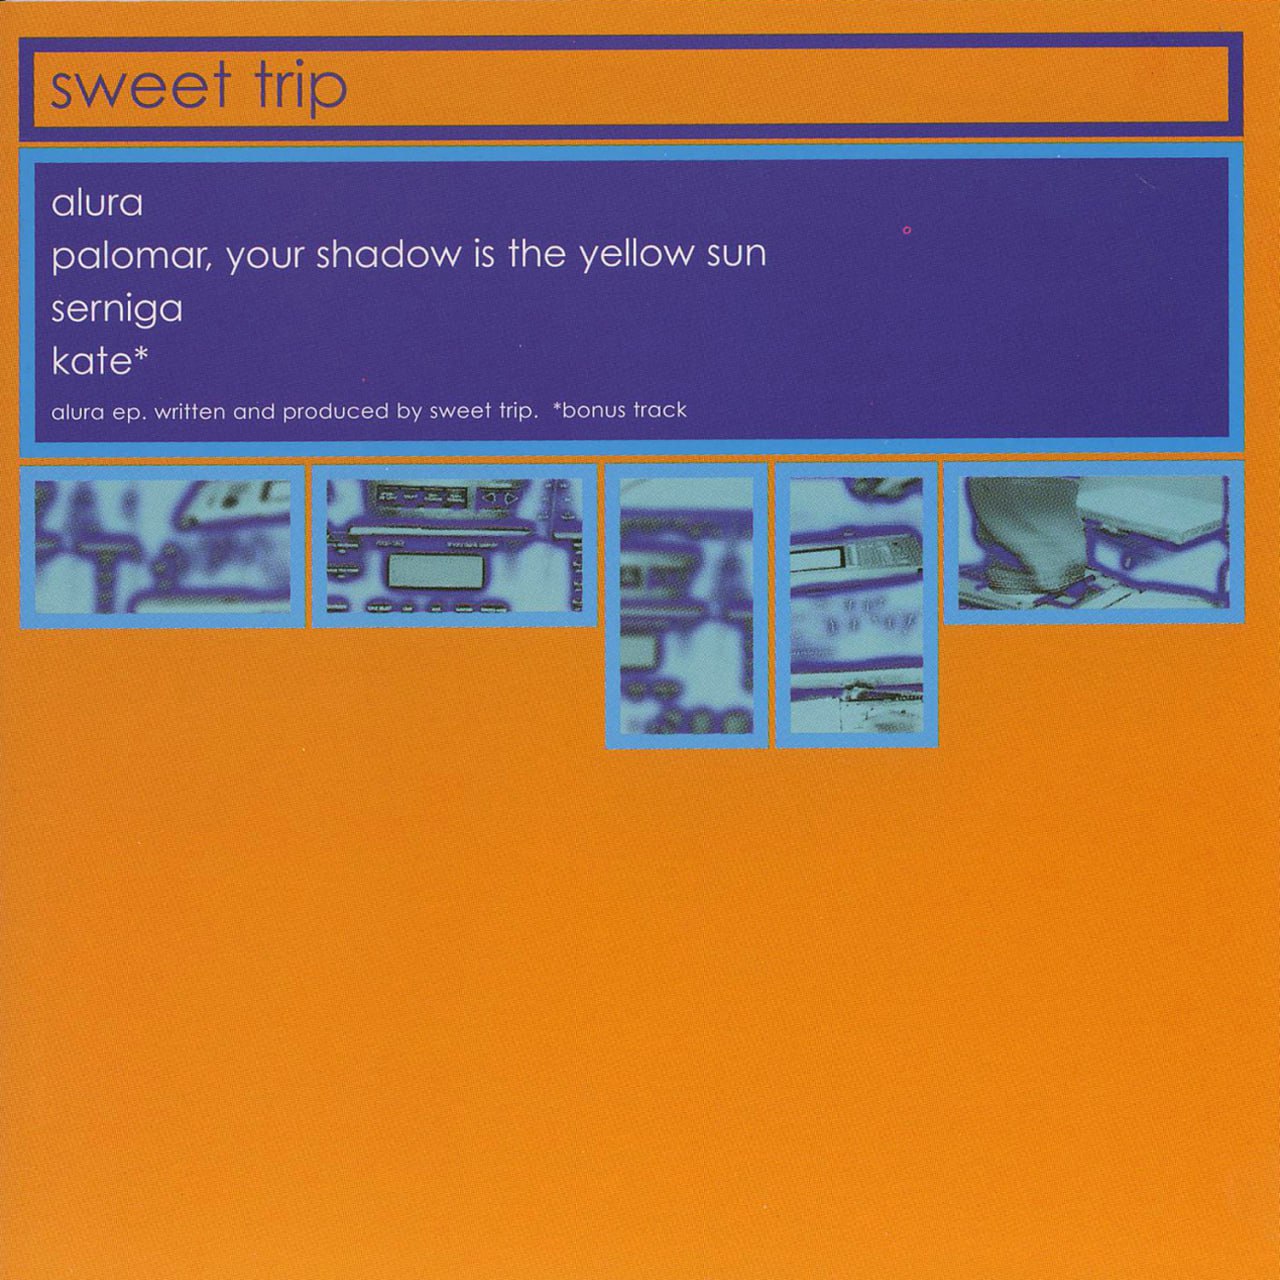 sweet trip
alura
palomar, your shadow is the yellow sun
serniga
kate*
alura ep. written and produced by sweet trip. *bonus track